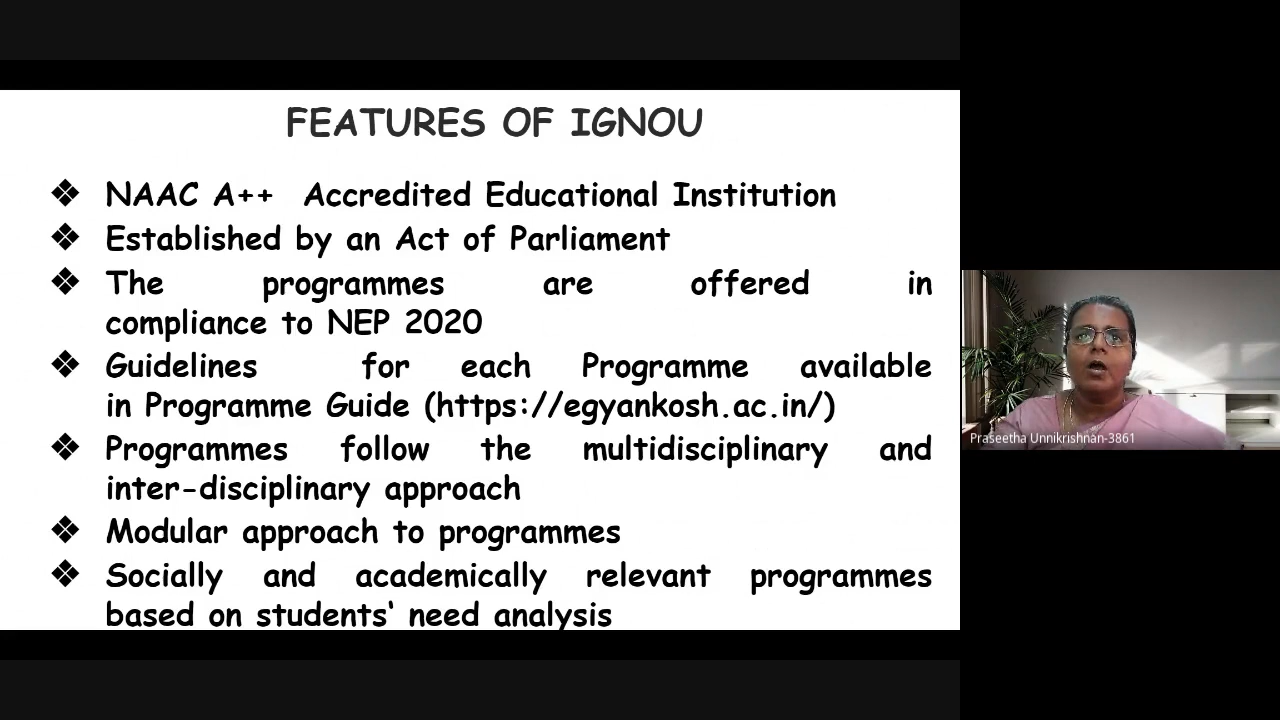 FEATURES OF IGNOU
❖ NAAC A++ Accredited Educational Institution
❖ Established by an Act of Parliament
❖ The programmes are offered in
compliance to NEP 2020
❖ Guidelines for each Programme available
in Programme Guide (https://egyankosh.ac.in/)
❖ Programmes follow the multidisciplinary and
inter-disciplinary approach
❖ Modular approach to programmes
❖ Socially and academically relevant programmes
based on students‘ need analysis
Praseetha Unnikrishnan-3861